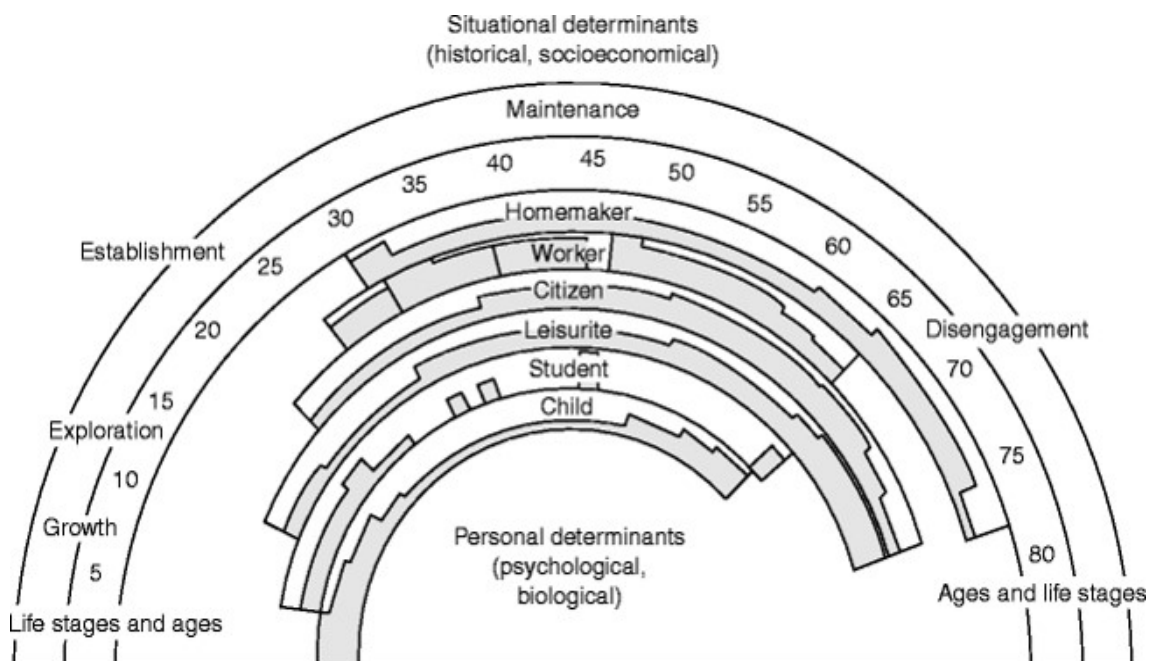 Situational determinants
(historical, socioeconomical)
Maintenance
40
45
50
35
55
30
Homemaker
Establishment
Worker
60
25
Citizen
65
20
Leisurite
Disengagement
Student
70
15
Child
Exploration
75
10
Growth
Personal determinants
(psychological,
biological)
80
5
Ages and life stages
Life stages and ages